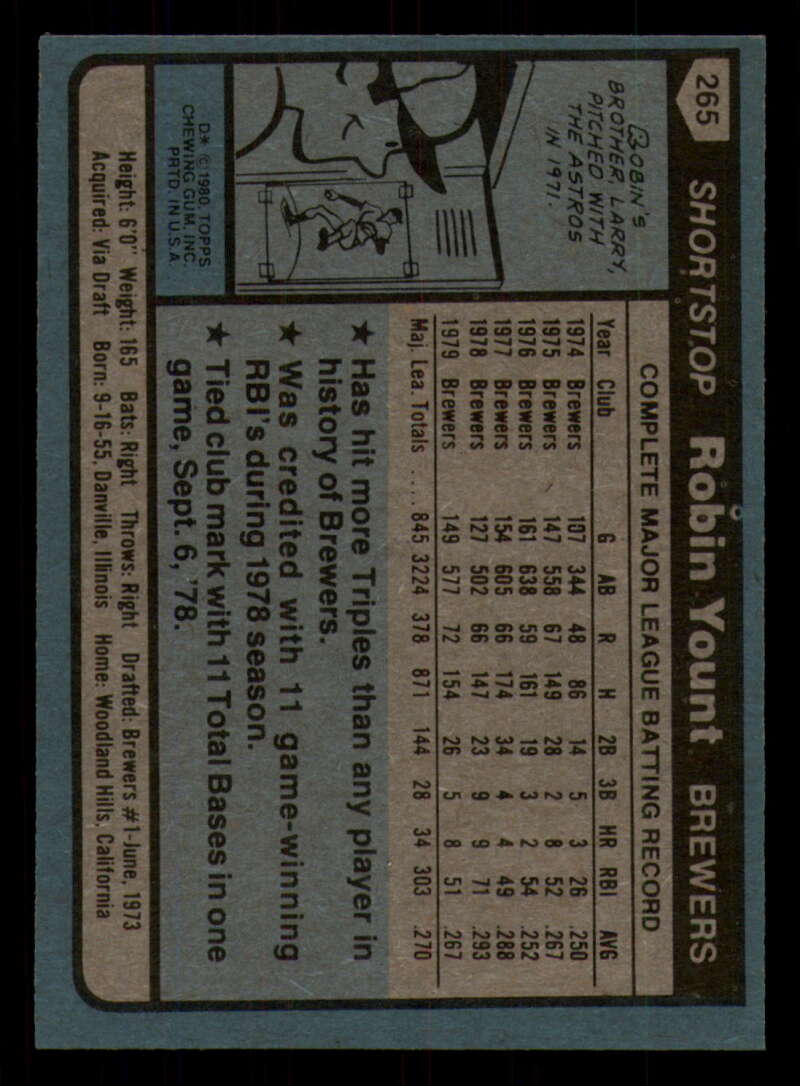 265
SHORTSTOP Robin Yount BREWERS
ROBIN'S
BROTHER, LARRY,
PITCHED WITH
THE ASTROS
IN 1971.
D* © 1980 TOPPS
CHEWING GUM, INC.
PRTD. IN U.S.A.
COMPLETE MAJOR LEAGUE BATTING RECORD
Year Club G AB R H 2B 3B HR RBI AVG
1974 Brewers 107 344 48 86 14 5 3 26 .250
1975 Brewers 147 558 67 149 28 2 8 52 .267
1976 Brewers 161 638 59 161 19 3 2 54 .252
1977 Brewers 154 605 66 174 34 4 4 49 .288
1978 Brewers 127 502 66 147 23 9 9 71 .293
1979 Brewers 149 577 72 154 26 5 8 51 .267
Maj. Lea. Totals .... 845 3224 378 871 144 28 34 303 .270
★ Has hit more Triples than any player in
history of Brewers.
★ Was credited with 11 game-winning
RBI's during 1978 season.
★ Tied club mark with 11 Total Bases in one
game, Sept. 6, '78.
Height: 6'0" Weight: 165 Bats: Right Throws: Right Drafted: Brewers #1-June, 1973
Acquired: Via Draft Born: 9-16-55, Danville, Illinois Home: Woodland Hills, California